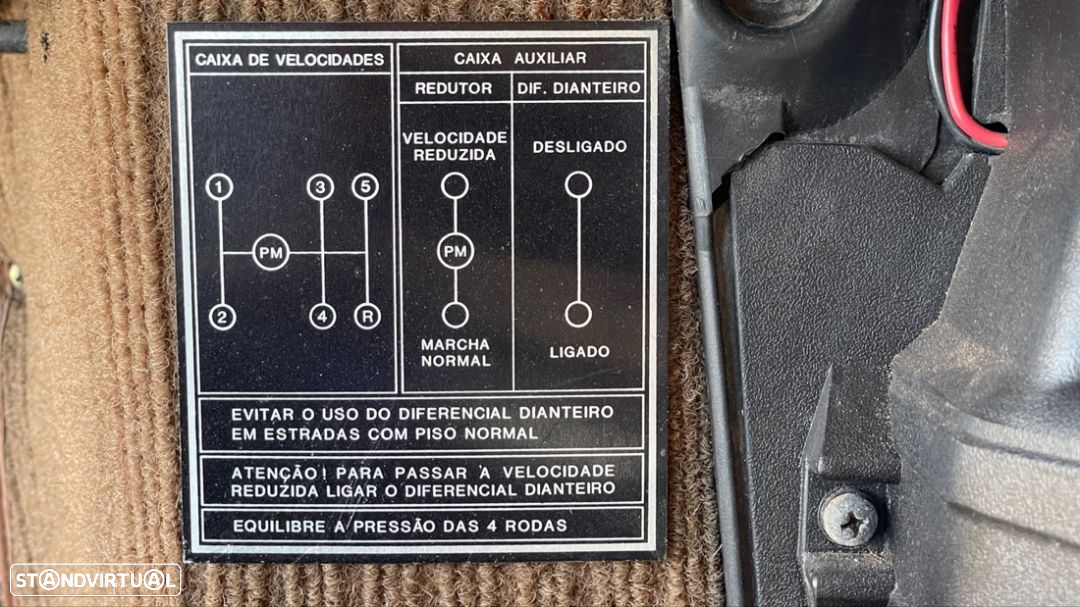 CAIXA DE VELOCIDADES
CAIXA AUXILIAR
REDUTOR
DIF. DIANTEIRO
VELOCIDADE
REDUZIDA
DESLIGADO
1 3 5
PM
PM
2 4 R
MARCHA
NORMAL
LIGADO
EVITAR O USO DO DIFERENCIAL DIANTEIRO
EM ESTRADAS COM PISO NORMAL
ATENÇÃO! PARA PASSAR À VELOCIDADE
REDUZIDA LIGAR O DIFERENCIAL DIANTEIRO
EQUILIBRE A PRESSÃO DAS 4 RODAS
STANDVIRTUAL